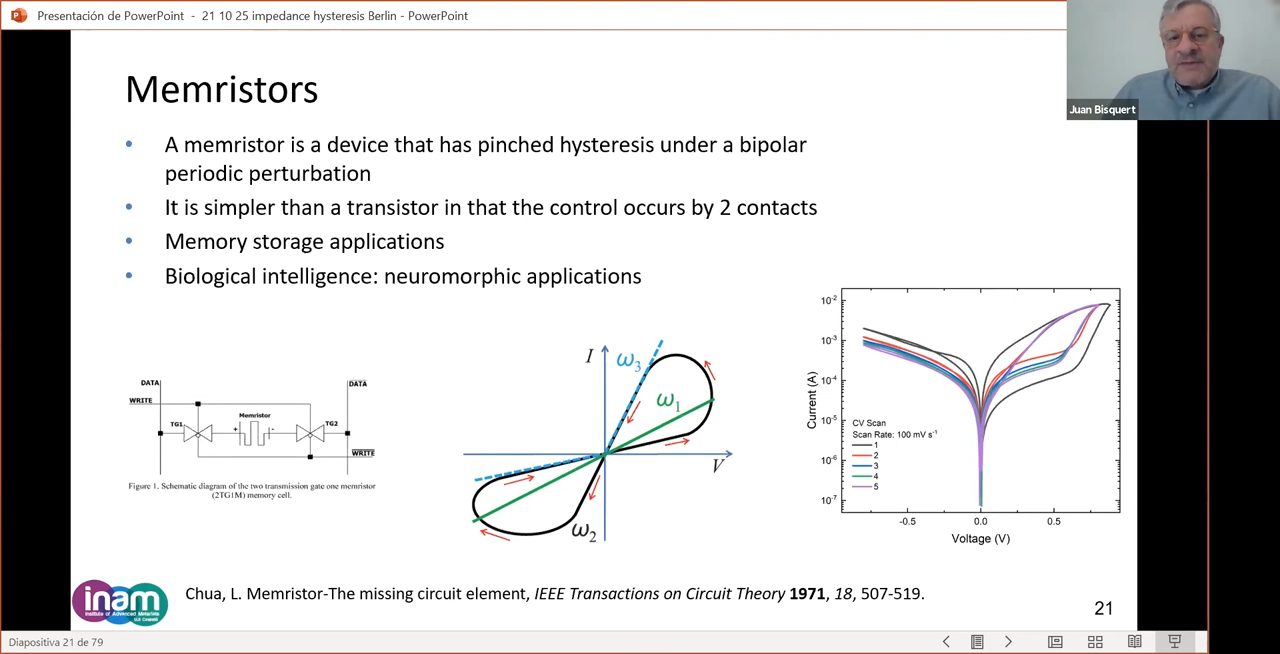 Presentación de PowerPoint - 21 10 25 impedance hysteresis Berlin - PowerPoint
Juan Bisquert
Memristors
• A memristor is a device that has pinched hysteresis under a bipolar
periodic perturbation
• It is simpler than a transistor in that the control occurs by 2 contacts
• Memory storage applications
• Biological intelligence: neuromorphic applications
DATA
DATA
WRITE
Memristor
TG1
+
-
TG2
WRITE
Figure 1. Schematic diagram of the two transmission gate one memristor
(2TG1M) memory cell.
I
ω3
ω1
V
ω2
10-2
10-3
10-4
10-5
10-6
10-7
Current (A)
CV Scan
Scan Rate: 100 mV s-1
1
2
3
4
5
-0.5
0.0
0.5
Voltage (V)
inam
Institute of Advanced Materials
Chua, L. Memristor-The missing circuit element, IEEE Transactions on Circuit Theory 1971, 18, 507-519.
21
Diapositiva 21 de 79